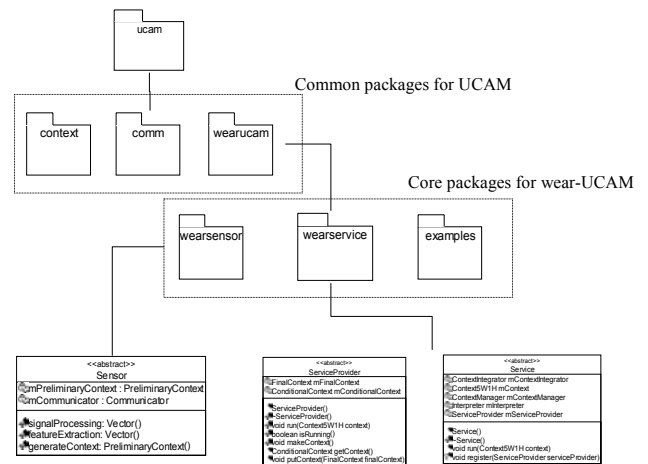 ucam
Common packages for UCAM
context
comm
wearucam
Core packages for wear-UCAM
wearsensor
wearservice
examples
<<abstract>>
Sensor
mPreliminaryContext : PreliminaryContext
mCommunicator : Communicator
signalProcessing: Vector()
featureExtraction: Vector()
generateContext: PreliminaryContext()
<<abstract>>
ServiceProvider
FinalContext mFinalContext
ConditionalContext mConditionalContext
ServiceProvider()
~ServiceProvider()
void run(Context5W1H context)
boolean isRunning()
void makeContext()
ConditionalContext getContext()
void putContext(FinalContext finalContext)
<<abstract>>
Service
ContextIntegrator mContextIntegrator
Context5W1H mContext
ContextManager mContextManager
Interpreter mInterpreter
ServiceProvider mServiceProvider
Service()
~Service()
void run(Context5W1H context)
void register(ServiceProvider serviceProvider)